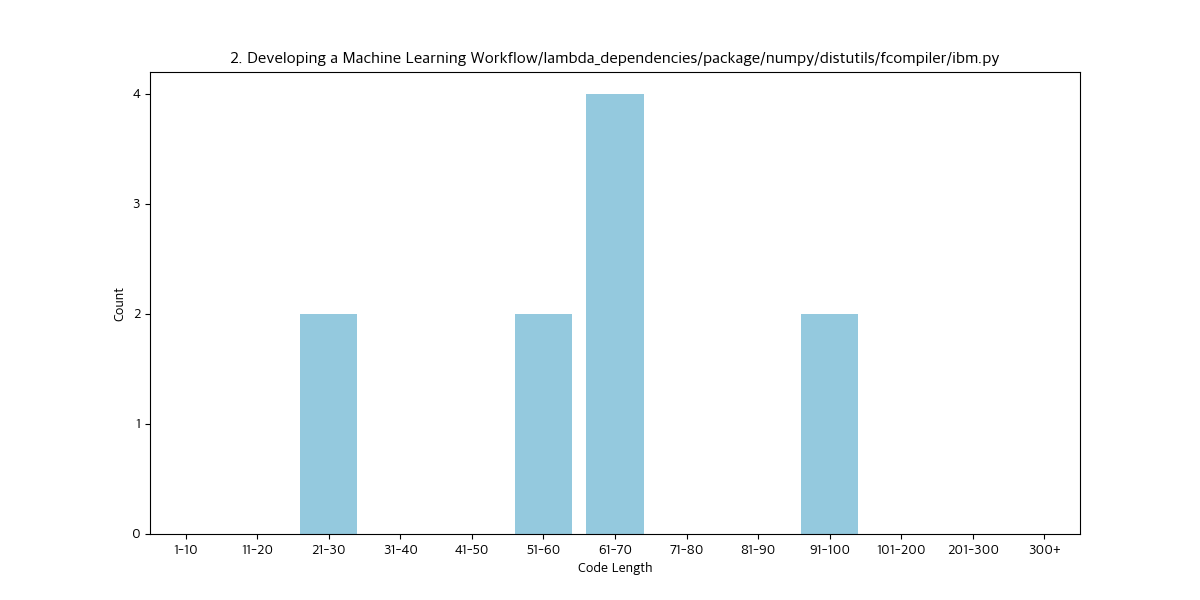 2. Developing a Machine Learning Workflow/lambda_dependencies/package/numpy/distutils/fcompiler/ibm.py
4
3
2
1
0
Count
1-10 11-20 21-30 31-40 41-50 51-60 61-70 71-80 81-90 91-100 101-200 201-300 300+
Code Length